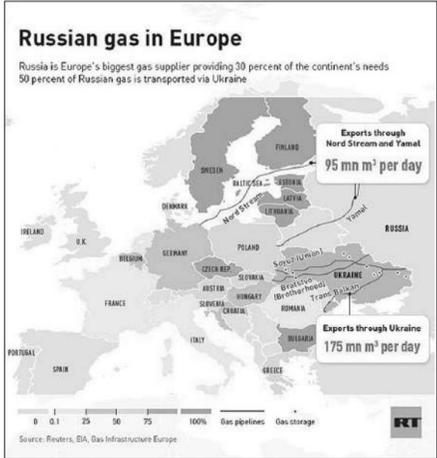 Russian gas in Europe
Russia is Europe's biggest gas supplier providing 30 percent of the continent's needs
50 percent of Russian gas is transported via Ukraine
Exports through
Nord Stream and Yamal
95 mn m³ per day
FINLAND
SWEDEN
ESTONIA
BALTIC SEA
LATVIA
Nord Stream
LITHUANIA
DENMARK
Yamal
RUSSIA
IRELAND
U.K.
POLAND
GERMANY
BELGIUM
Soyuz (Union)
CZECH REP.
UKRAINE
SLOVAKIA
Bratstvo
(Brotherhood)
AUSTRIA
HUNGARY
Trans Balkan
FRANCE
SLOVENIA
ROMANIA
CROATIA
Exports through Ukraine
175 mn m³ per day
ITALY
BULGARIA
PORTUGAL
SPAIN
GREECE
0 0.1 25 50 75 100%
Gas pipelines
Gas storage
RT
Source: Reuters, EIA, Gas Infrastructure Europe